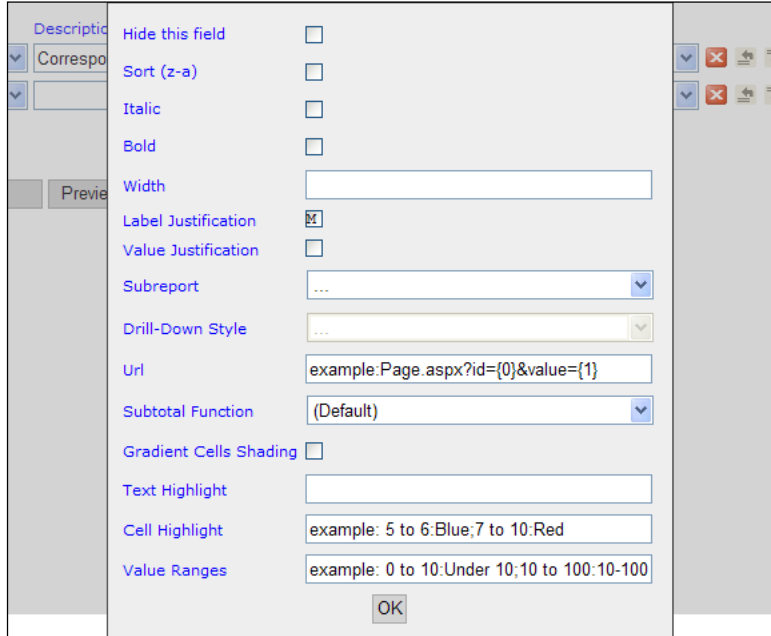 Descriptio
Hide this field
Correspo
Sort (z-a)
Italic
Bold
Width
Previe
Label Justification M
Value Justification
Subreport ...
Drill-Down Style ...
Url example:Page.aspx?id={0}&value={1}
Subtotal Function (Default)
Gradient Cells Shading
Text Highlight
Cell Highlight example: 5 to 6:Blue;7 to 10:Red
Value Ranges example: 0 to 10:Under 10;10 to 100:10-100
OK